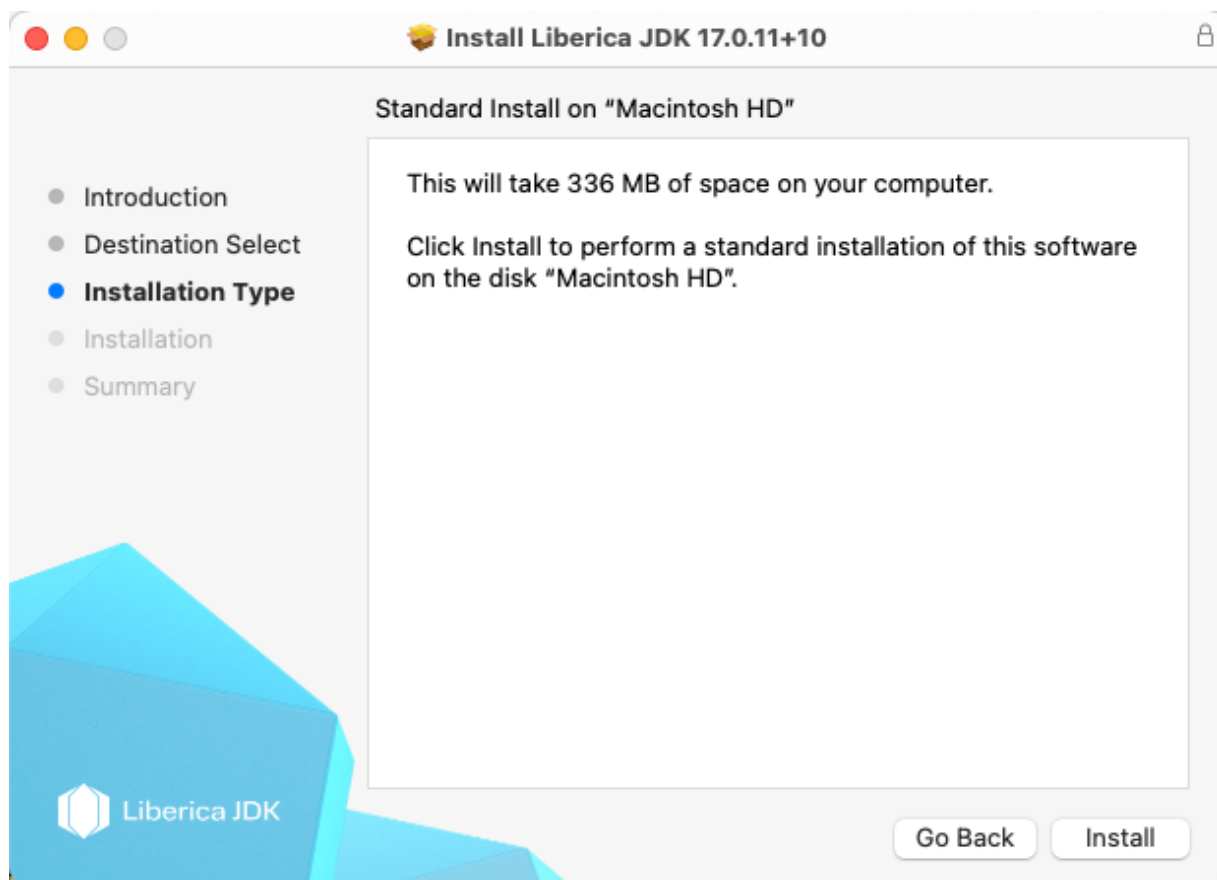 Install Liberica JDK 17.0.11+10
Standard Install on “Macintosh HD”
Introduction
Destination Select
Installation Type
Installation
Summary
This will take 336 MB of space on your computer.
Click Install to perform a standard installation of this software
on the disk “Macintosh HD”.
Liberica JDK
Go Back
Install